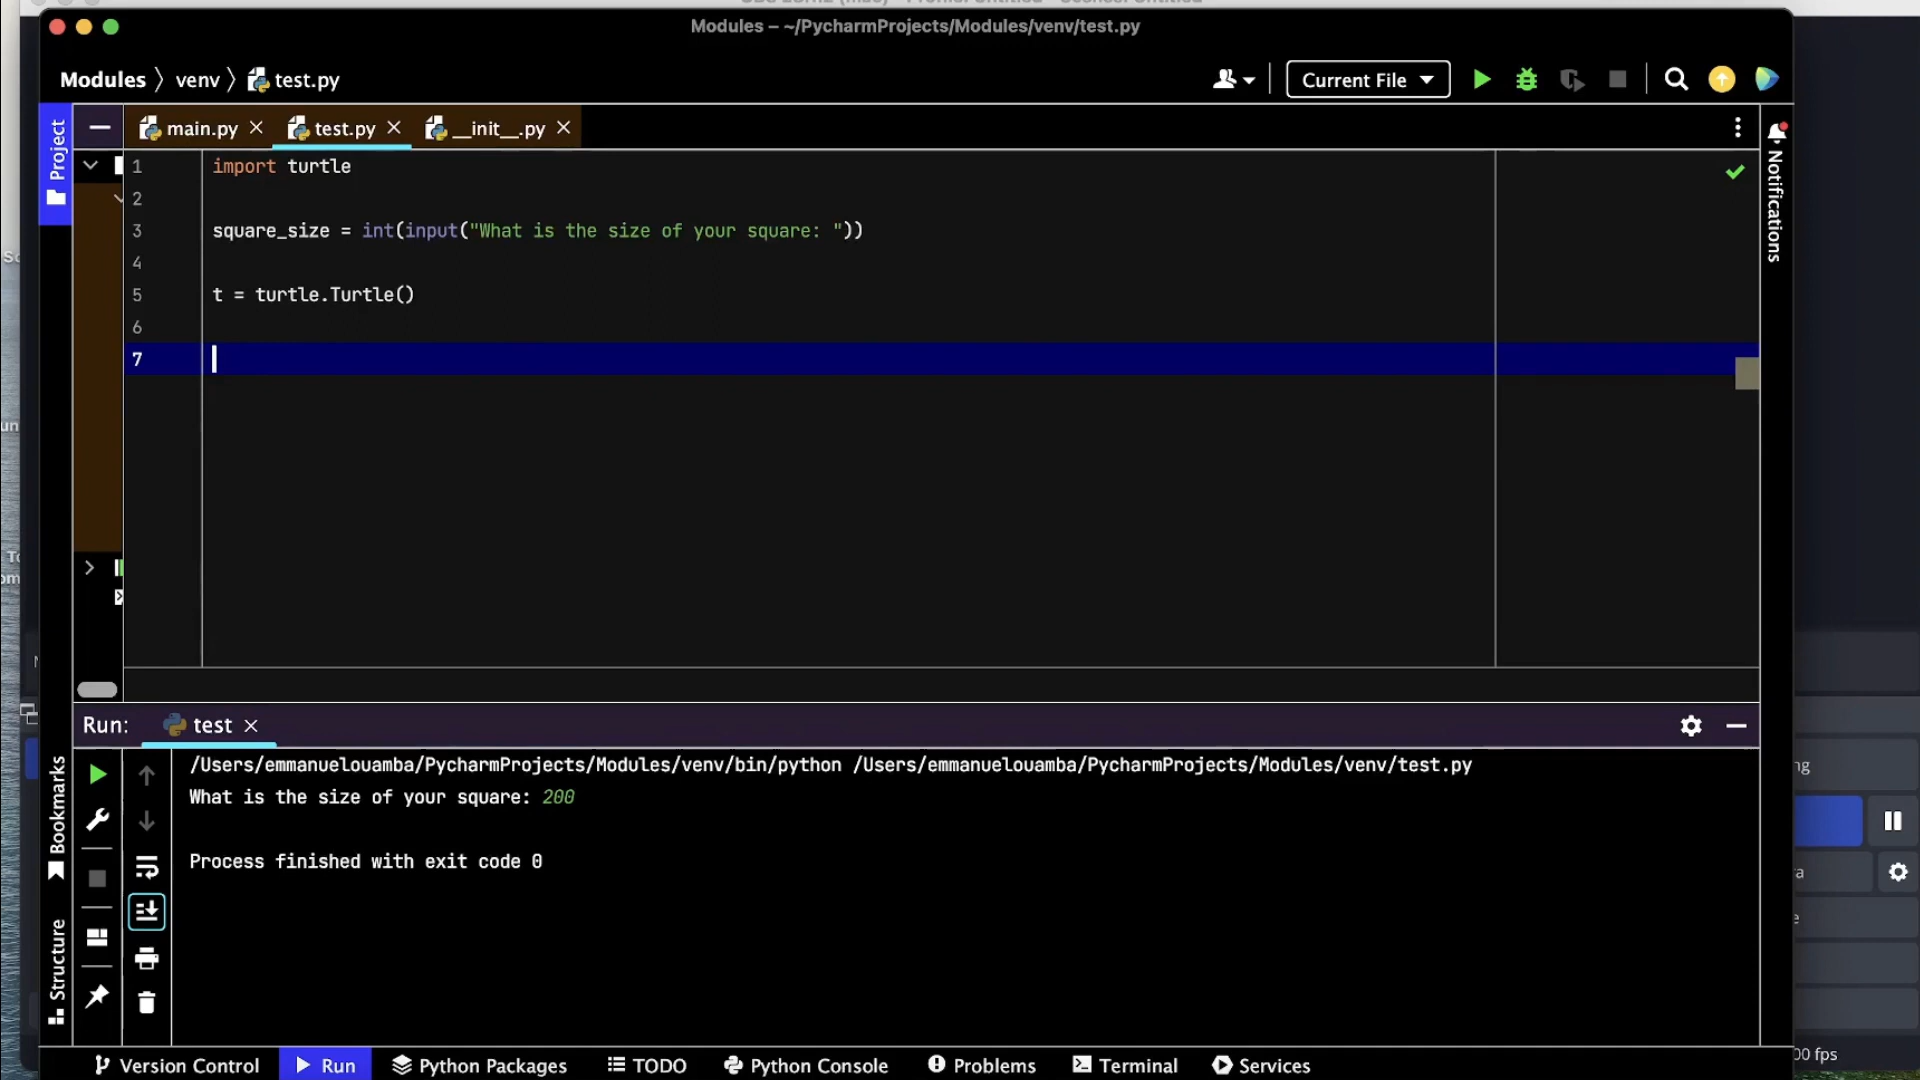 Modules – ~/PycharmProjects/Modules/venv/test.py
Modules venv test.py
Current File
Project
main.py test.py __init__.py
Notifications
1 import turtle
2
3 square_size = int(input("What is the size of your square: "))
4
5 t = turtle.Turtle()
6
7
Run: test
/Users/emmanuelouamba/PycharmProjects/Modules/venv/bin/python /Users/emmanuelouamba/PycharmProjects/Modules/venv/test.py
What is the size of your square: 200
Process finished with exit code 0
Bookmarks
Structure
Version Control Run Python Packages TODO Python Console Problems Terminal Services
00 fps